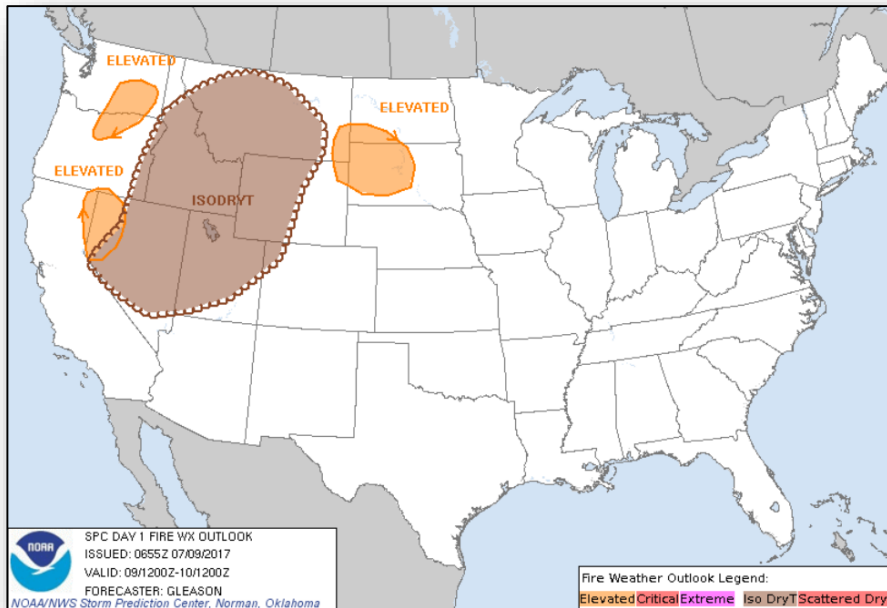 ELEVATED
ELEVATED
ELEVATED
ISODRYT
SPC DAY 1 FIRE WX OUTLOOK
ISSUED: 0655Z 07/09/2017
VALID: 09/1200Z-10/1200Z
FORECASTER: GLEASON
NOAA/NWS Storm Prediction Center, Norman, Oklahoma
NOAA
Fire Weather Outlook Legend:
Elevated Critical Extreme Iso DryT Scattered Dry